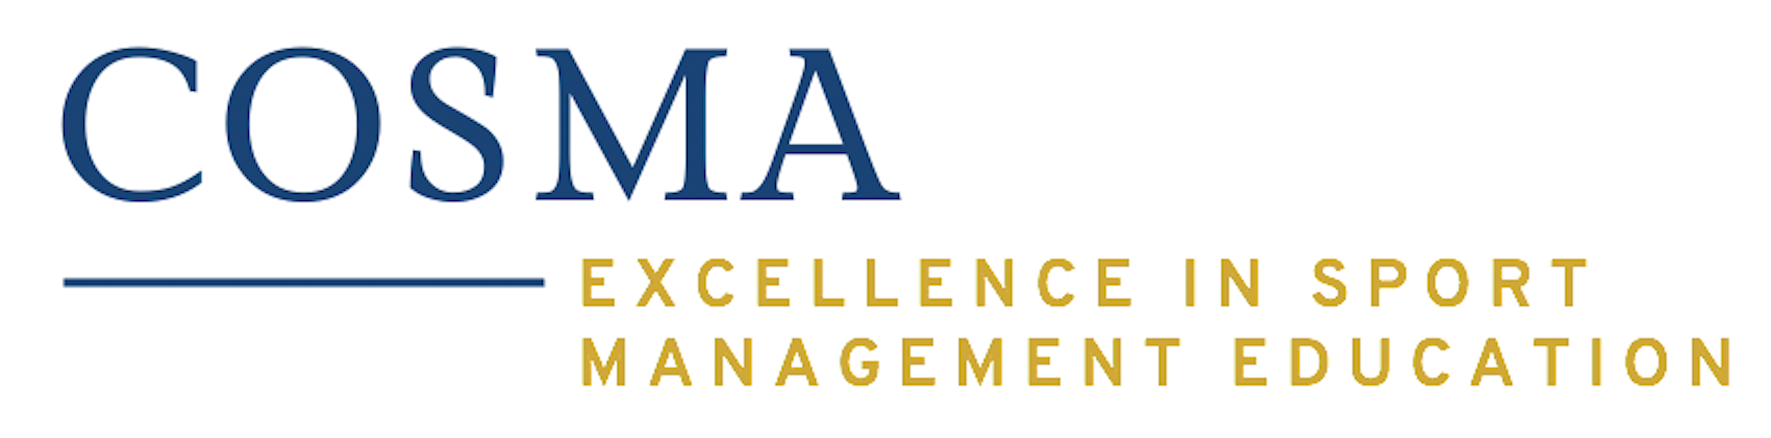 COSMA
EXCELLENCE IN SPORT
MANAGEMENT EDUCATION